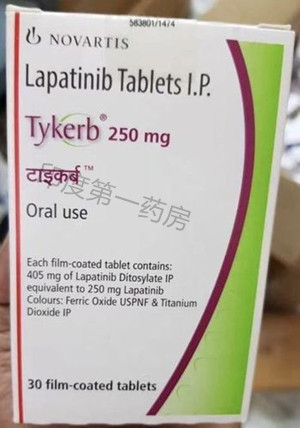 583801/14/4
NOVARTIS
Lapatinib Tablets I.P.
Tykerb® 250 mg
टाइकर्ब™
印度第一药房
Oral use
Each film-coated tablet contains:
405 mg of Lapatinib Ditosylate IP
equivalent to 250 mg Lapatinib
Colours: Ferric Oxide USPNF & Titanium
Dioxide IP
30 film-coated tablets